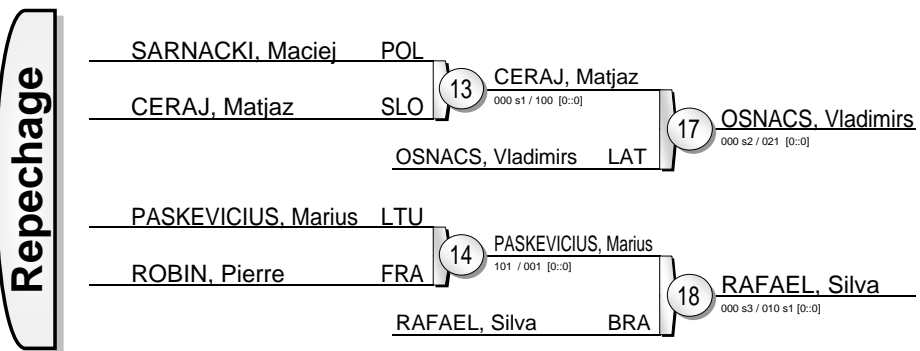 Repechage
SARNACKI, Maciej POL
CERAJ, Matjaz SLO
13
CERAJ, Matjaz
000 s1 / 100 [0::0]
OSNACS, Vladimirs LAT
17
OSNACS, Vladimirs
000 s2 / 021 [0::0]
PASKEVICIUS, Marius LTU
ROBIN, Pierre FRA
14
PASKEVICIUS, Marius
101 / 001 [0::0]
RAFAEL, Silva BRA
18
RAFAEL, Silva
000 s3 / 010 s1 [0::0]